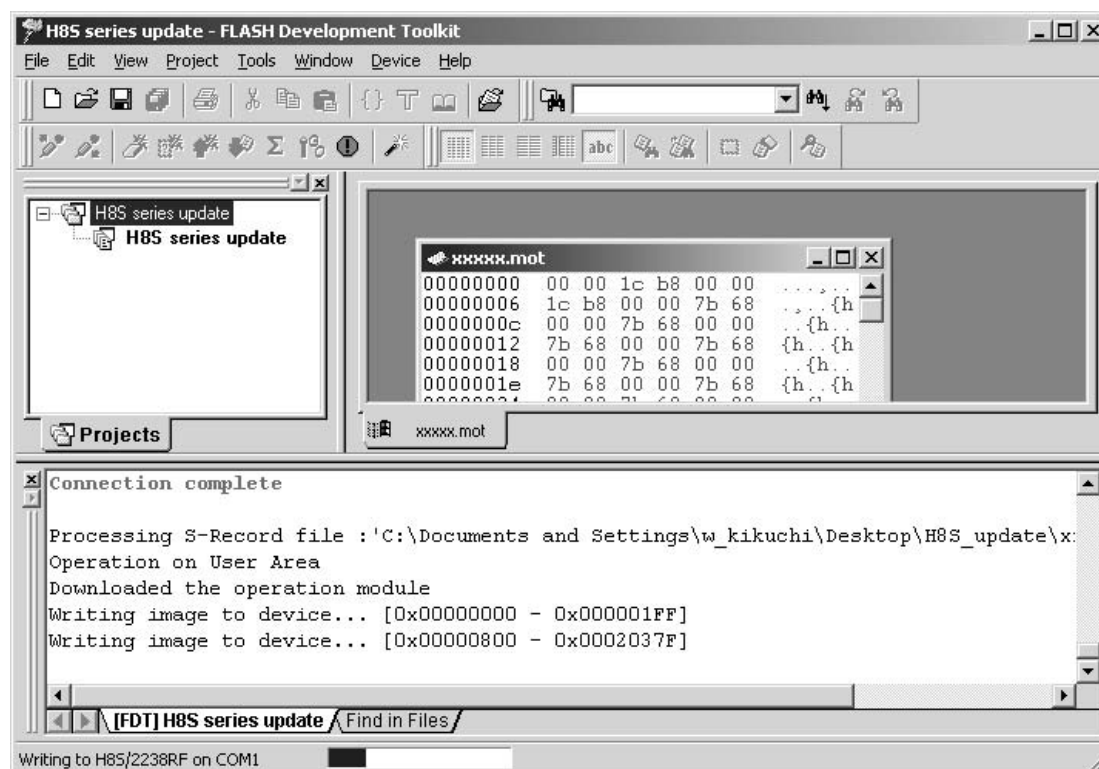 H8S series update - FLASH Development Toolkit
File Edit View Project Tools Window Device Help
abc
H8S series update
H8S series update
Projects
xxxxx.mot
00000000 00 00 1c b8 00 00 ...,..
00000006 1c b8 00 00 7b 68 .,..{h
0000000c 00 00 7b 68 00 00 ..{h..
00000012 7b 68 00 00 7b 68 {h..{h
00000018 00 00 7b 68 00 00 ..{h..
0000001e 7b 68 00 00 7b 68 {h..{h
xxxxx.mot
Connection complete
Processing S-Record file :'C:\Documents and Settings\w_kikuchi\Desktop\H8S_update\x
Operation on User Area
Downloaded the operation module
Writing image to device... [0x00000000 - 0x000001FF]
Writing image to device... [0x00000800 - 0x0002037F]
[FDT] H8S series update Find in Files
Writing to H8S/2238RF on COM1